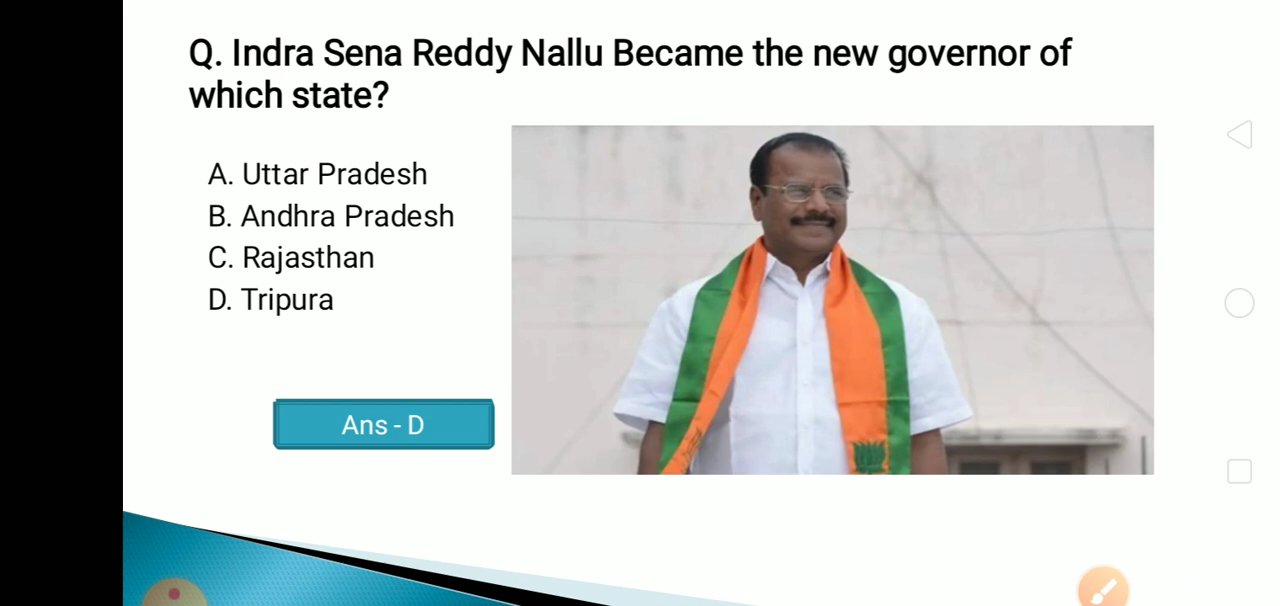 Q. Indra Sena Reddy Nallu Became the new governor of
which state?
A. Uttar Pradesh
B. Andhra Pradesh
C. Rajasthan
D. Tripura
Ans - D